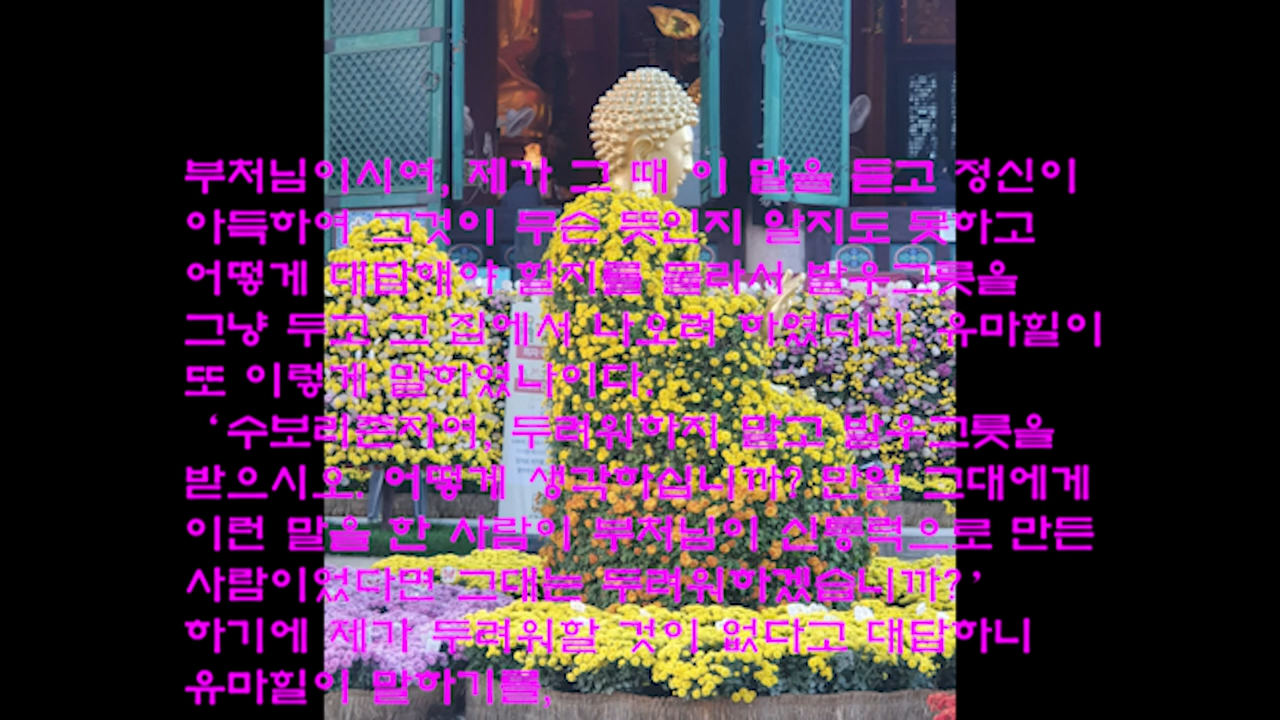 부처님이시여, 제가 그 때 이 말을 듣고 정신이
아득하여 그것이 무슨 뜻인지 알지도 못하고
어떻게 대답해야 할지를 몰라서 발우그릇을
그냥 두고 그 집에서 나오려 하였더니, 유마힐이
또 이렇게 말하였나이다.
‘수보리존자여, 두려워하지 말고 발우그릇을
받으시오. 어떻게 생각하십니까? 만일 그대에게
이런 말을 한 사람이 부처님이 신통력으로 만든
사람이었다면 그대는 두려워하겠습니까?’
하기에 제가 두려워할 것이 없다고 대답하니
유마힐이 말하기를,